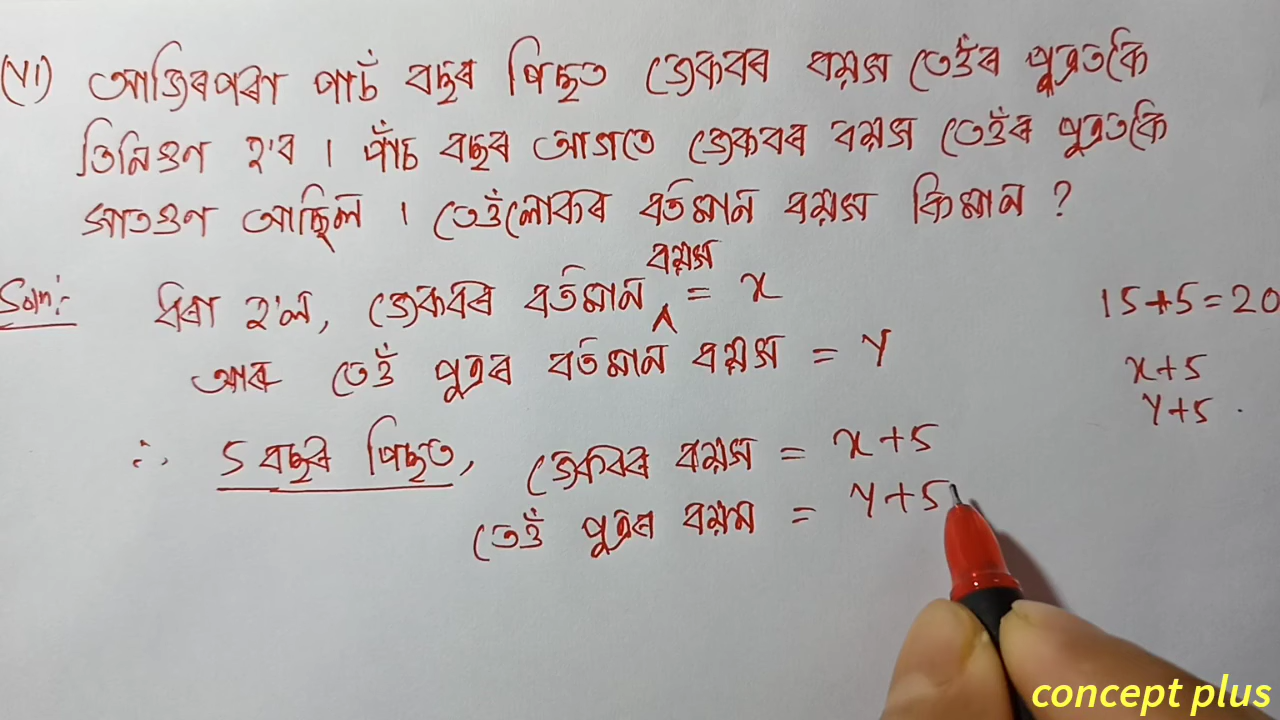 (vi) আজিৰপৰা পাচঁ বছৰ পিছত জেকবৰ বয়স তেওঁৰ পুত্ৰতকৈ
তিনিগুণ হ'ব । পাঁচ বছৰ আগতে জেকবৰ বয়স তেওঁৰ পুত্ৰতকৈ
সাতগুণ আছিল । তেওঁলোকৰ বৰ্তমান বয়স কিমান ?
Soln:-
ধৰা হ'ল, জেকবৰ বৰ্তমান বয়স = x
আৰু তেওঁ পুত্ৰৰ বৰ্তমান বয়স = y
∴ 5 বছৰ পিছত, জেকবৰ বয়স = x+5
তেওঁ পুত্ৰৰ বয়স = y+5
15+5=20
x+5
y+5 .
concept plus